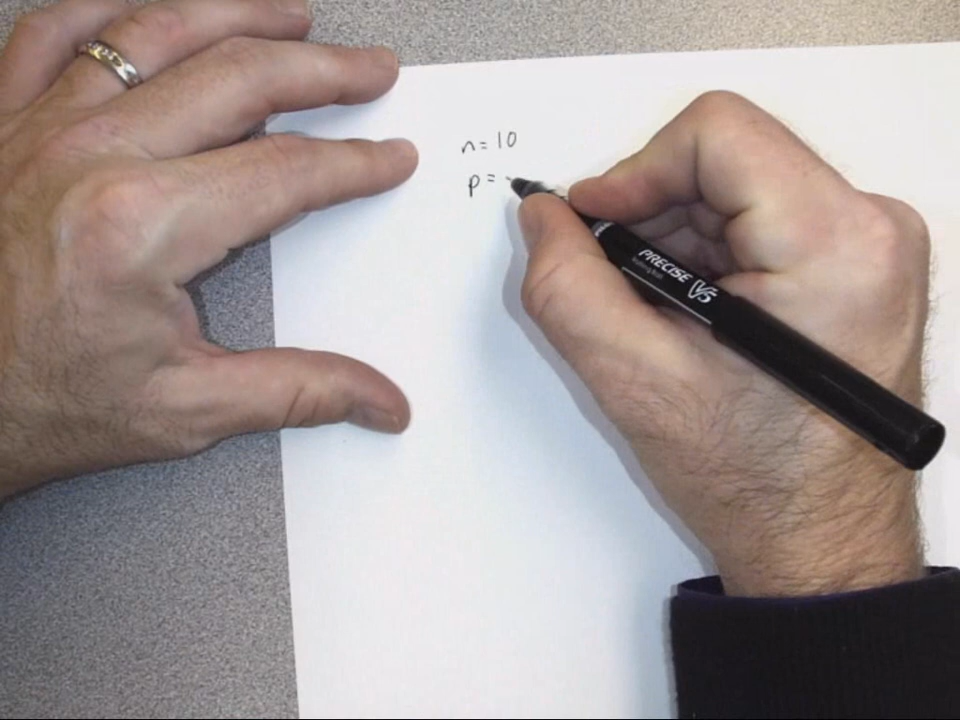 n = 10
p =
PRECISE V5